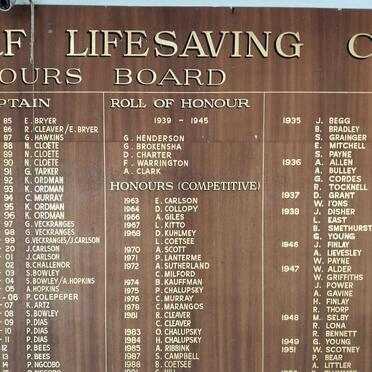 F LIFESAVING C
OURS BOARD
PTAIN
85 E. BRYER
86 R. CLEAVER/E. BRYER
87 G. HAWKINS
88 N. CLOETE
89 N. CLOETE
90 N. CLOETE
91 G. YARKER
92 K. ORDMAN
93 K. ORDMAN
94 C. MURRAY
95 K. ORDMAN
96 K. ORDMAN
97 G. VECKRANGES
98 G. VECKRANGES
99 G. VECKRANGES/J. CARLSON
20 J. CARLSON
01 J. CARLSON
02 B. CHALLENOR
03 S. BOWLEY
04 S. BOWLEY/A. HOPKINS
05 A. HOPKINS
06 P. COLEPEPER
07 K. ARTZ
08 S. BOWLEY
09 P. DIAS
10 P. DIAS
11 P. DIAS
12 P. BEES
13 P. BEES
14 P. NGCOBO
ROLL OF HONOUR
1939 - 1945
G. HENDERSON
G. BROKENSHA
D. CHARTER
F. WARRINGTON
A. CLARK
HONOURS (COMPETITIVE)
1963 E. CARLSON
1964 D. COLLOPY
1966 A. GILES
1967 L. KITTO
1968 D. KUHLMEY
L. COETSEE
1970 A. SCOTT
1971 P. LANTERME
1972 A. SUTHERLAND
C. MILFORD
1974 B. KAUFFMAN
1975 P. CHALUPSKY
1976 C. MURRAY
1978 C. MARANGOS
1981 R. CLEAVER
C. CLEAVER
1983 O. CHALUPSKY
1984 H. CHALUPSKY
1985 A. RIBBINK
1987 S. CAMPBELL
1988 B. COETSEE
1935 J. BEGG
B. BRADLEY
S. GRAINGER
E. MITCHELL
S. PAYNE
1936 A. ALLEN
A. BULLEY
G. CORDES
R. TOCKNELL
1937 D. GRANT
W. IONS
1938 J. DISHER
L. EAST
B. SMETHURST
G. YOUNG
1946 J. FINLAY
A. LIEVESLEY
W. PAYNE
1947 W. ALDER
W. GRIFFITHS
J. POWER
A. GAVINE
H. FINLAY
R. THORP
1948 M. SELBY
R. LONA
R. BENNETT
1949 G. YOUNG
1951 W. SCOTNEY
P. BEAR
A. LITTLER